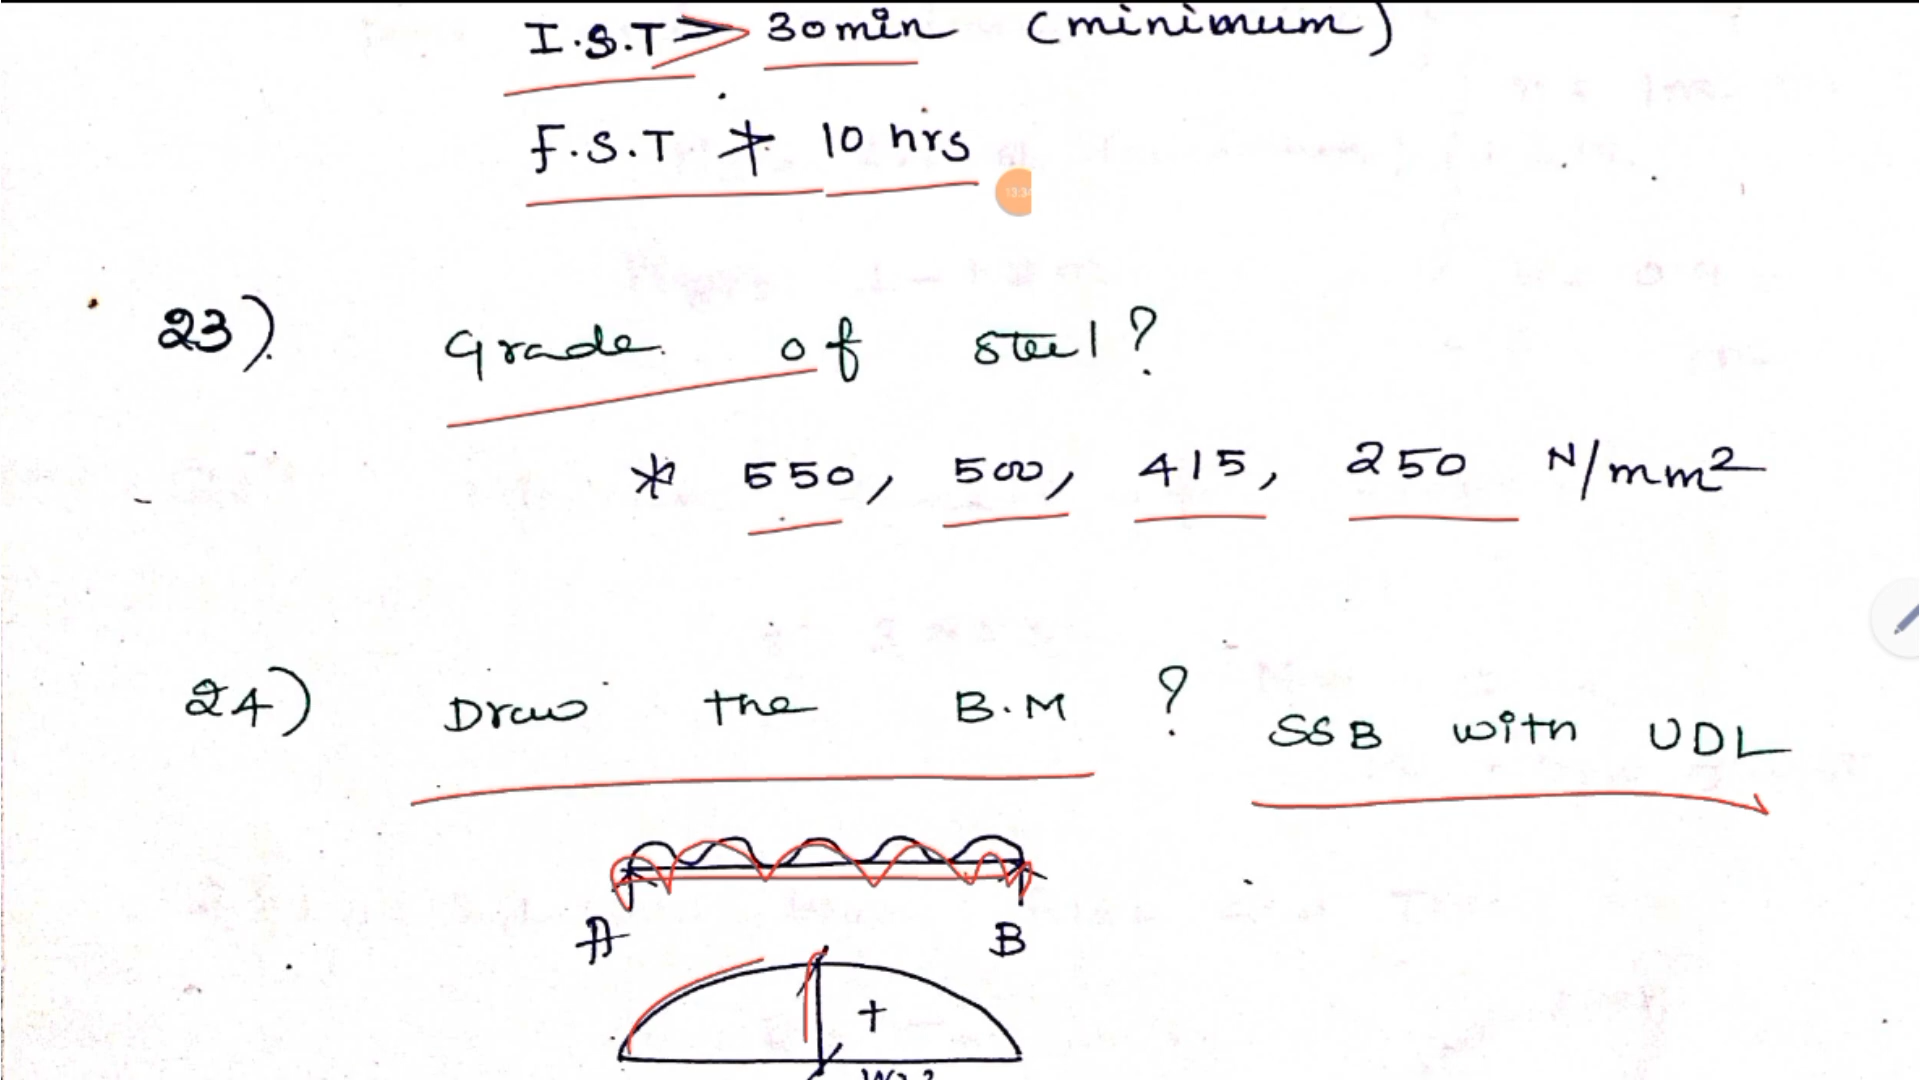 I.S.T > 30min (minimum)
F.S.T ≯ 10 hrs
23). Grade of steel?
* 550, 500, 415, 250 N/mm²
24) Draw the B.M ? SSB with UDL
A B
+